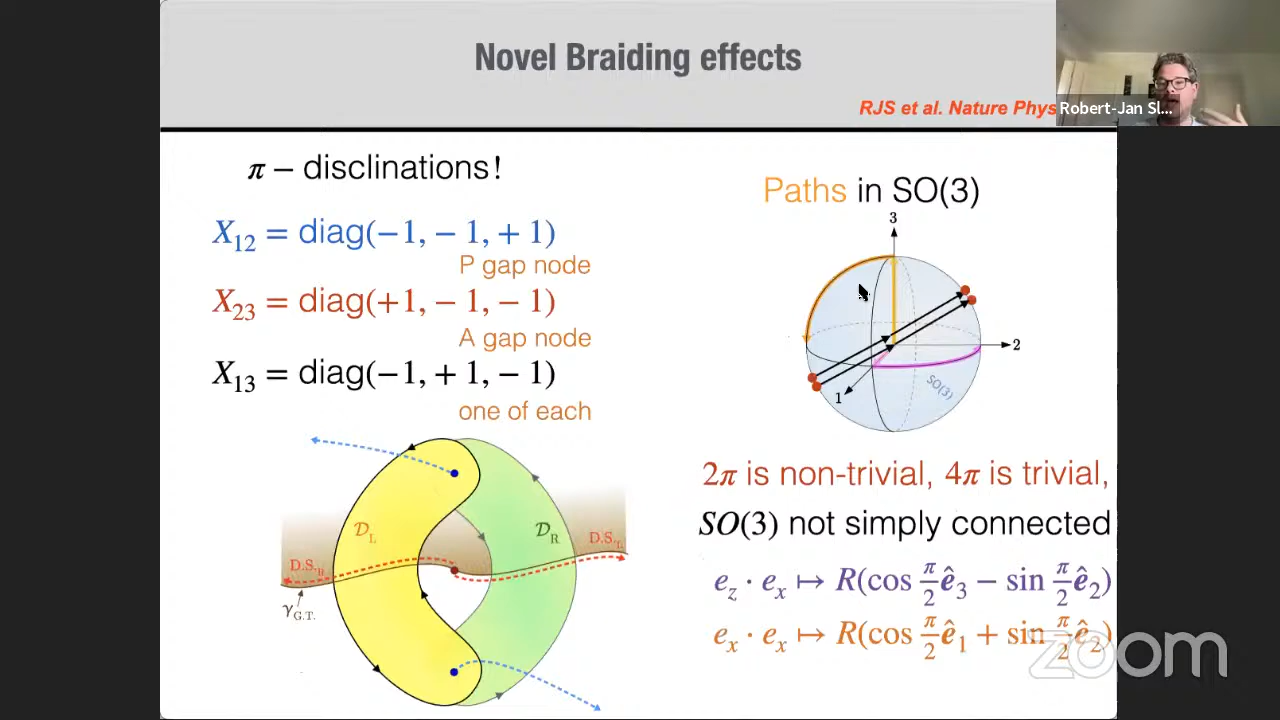 Novel Braiding effects
RJS et al. Nature Phys
Robert-Jan Sl...
π – disclinations!
X₁₂ = diag(−1, − 1, + 1)
P gap node
X₂₃ = diag(+1, − 1, − 1)
A gap node
X₁₃ = diag(−1, + 1, − 1)
one of each
D_L
D_R
D.S.
D.S.
γ_G.T.
Paths in SO(3)
3
2
1
SO(3)
2π is non-trivial, 4π is trivial,
SO(3) not simply connected
e_z · e_x ↦ R(cos π/2 ê₃ − sin π/2 ê₂)
e_x · e_x ↦ R(cos π/2 ê₁ + sin π/2 ê₂)
zoom